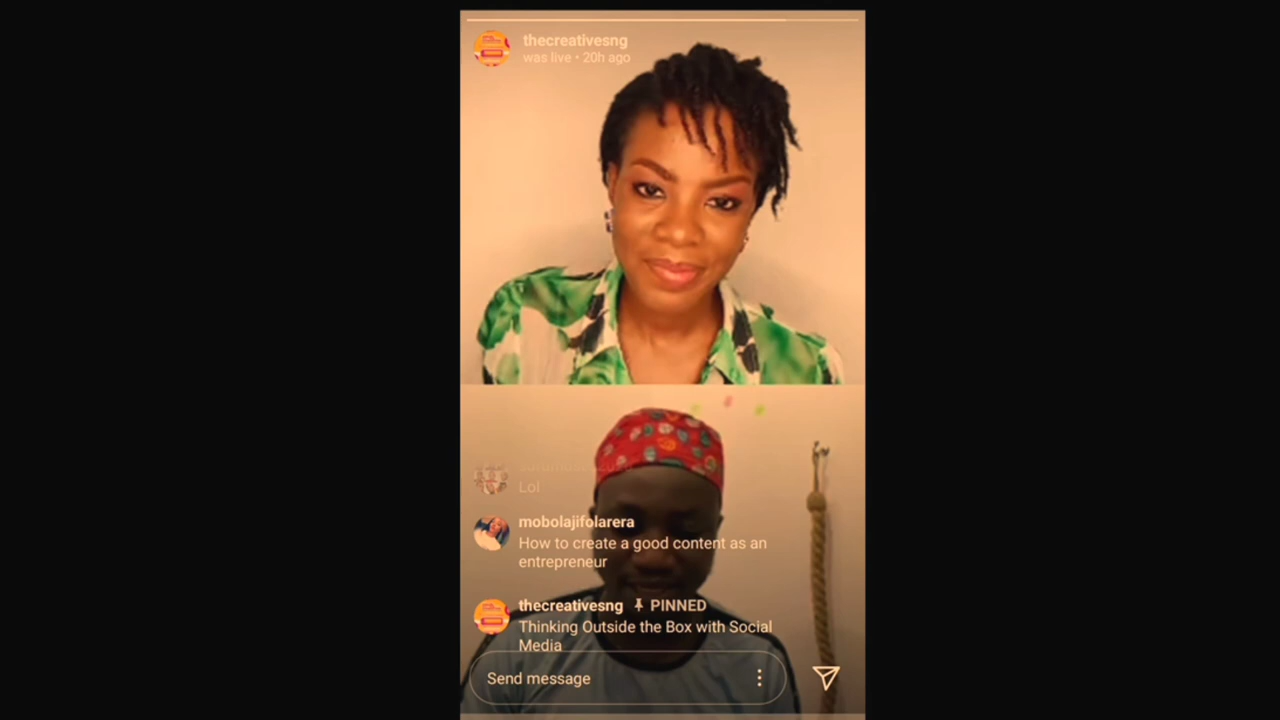 thecreativesng
was live • 20h ago
Lol
mobolajifolarera
How to create a good content as an
entrepreneur
thecreativesng PINNED
Thinking Outside the Box with Social
Media
Send message